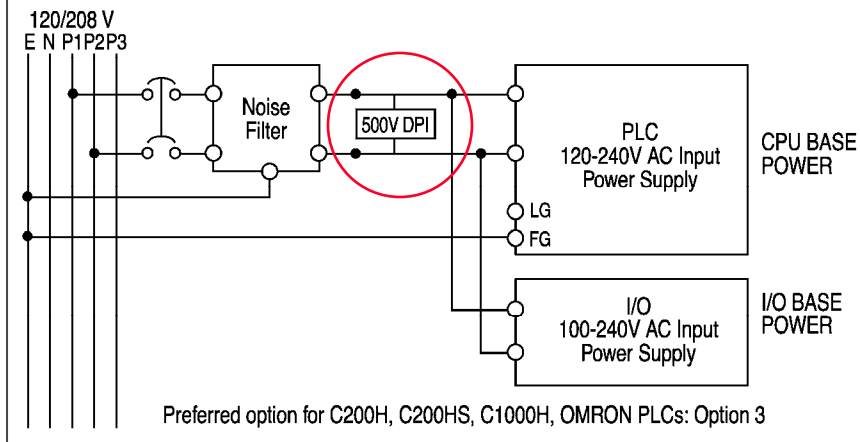 120/208 V
E N P1P2P3
Noise
Filter
500V DPI
PLC
120-240V AC Input
Power Supply
LG
FG
CPU BASE
POWER
I/O
100-240V AC Input
Power Supply
I/O BASE
POWER
Preferred option for C200H, C200HS, C1000H, OMRON PLCs: Option 3